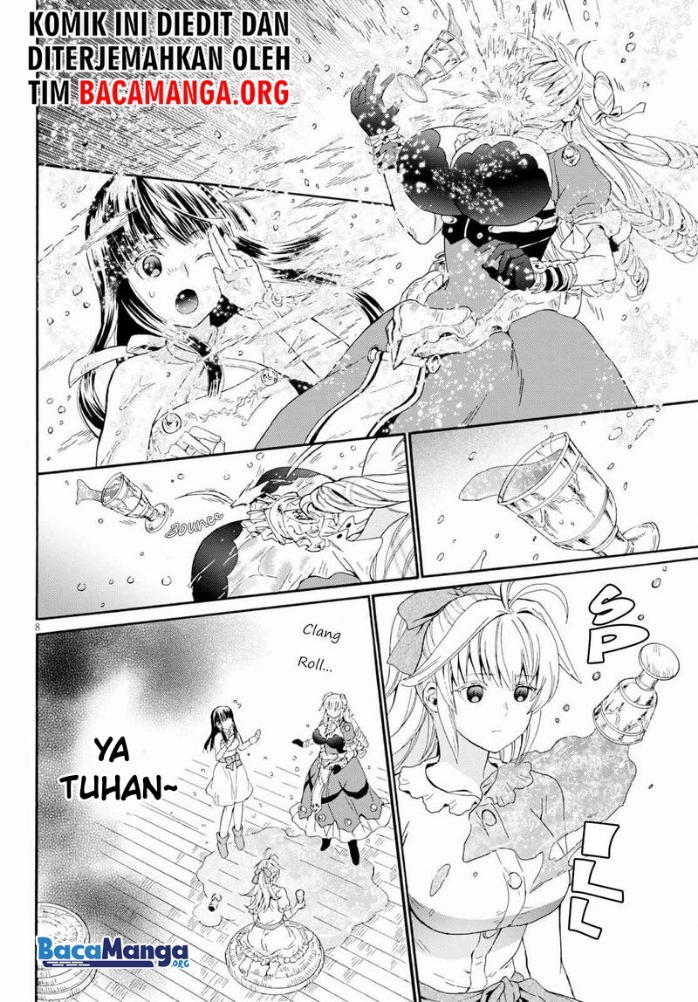 KOMIK INI DIEDIT DAN
DITERJEMAHKAN OLEH
TIM BACAMANGA.ORG
Bounce
8
SP
ILL
Clang
Roll...
YA
TUHAN~
BacaManga
.ORG